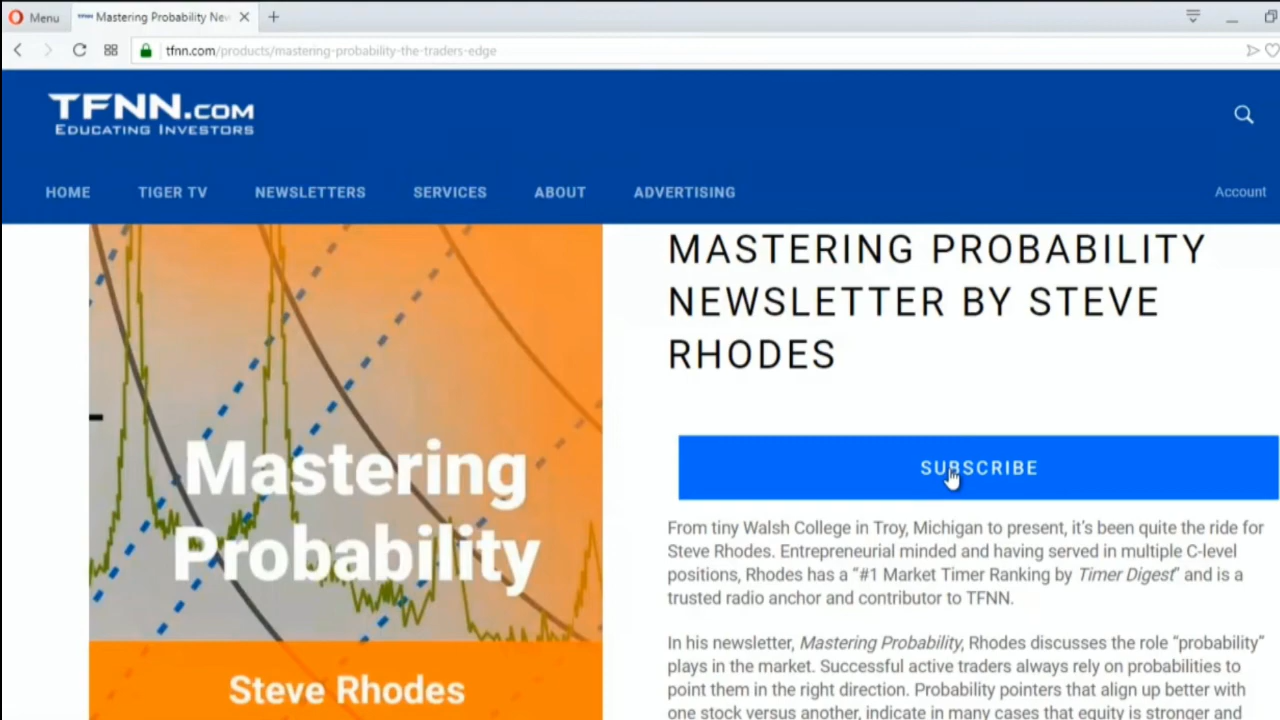 Menu
TFNN Mastering Probability New
tfnn.com/products/mastering-probability-the-traders-edge
TFNN.COM
EDUCATING INVESTORS
HOME TIGER TV NEWSLETTERS SERVICES ABOUT ADVERTISING Account
MASTERING PROBABILITY
NEWSLETTER BY STEVE
RHODES
Mastering
Probability
Steve Rhodes
SUBSCRIBE
From tiny Walsh College in Troy, Michigan to present, it's been quite the ride for
Steve Rhodes. Entrepreneurial minded and having served in multiple C-level
positions, Rhodes has a “#1 Market Timer Ranking by Timer Digest” and is a
trusted radio anchor and contributor to TFNN.
In his newsletter, Mastering Probability, Rhodes discusses the role “probability”
plays in the market. Successful active traders always rely on probabilities to
point them in the right direction. Probability pointers that align up better with
one stock versus another, indicate in many cases that equity is stronger and